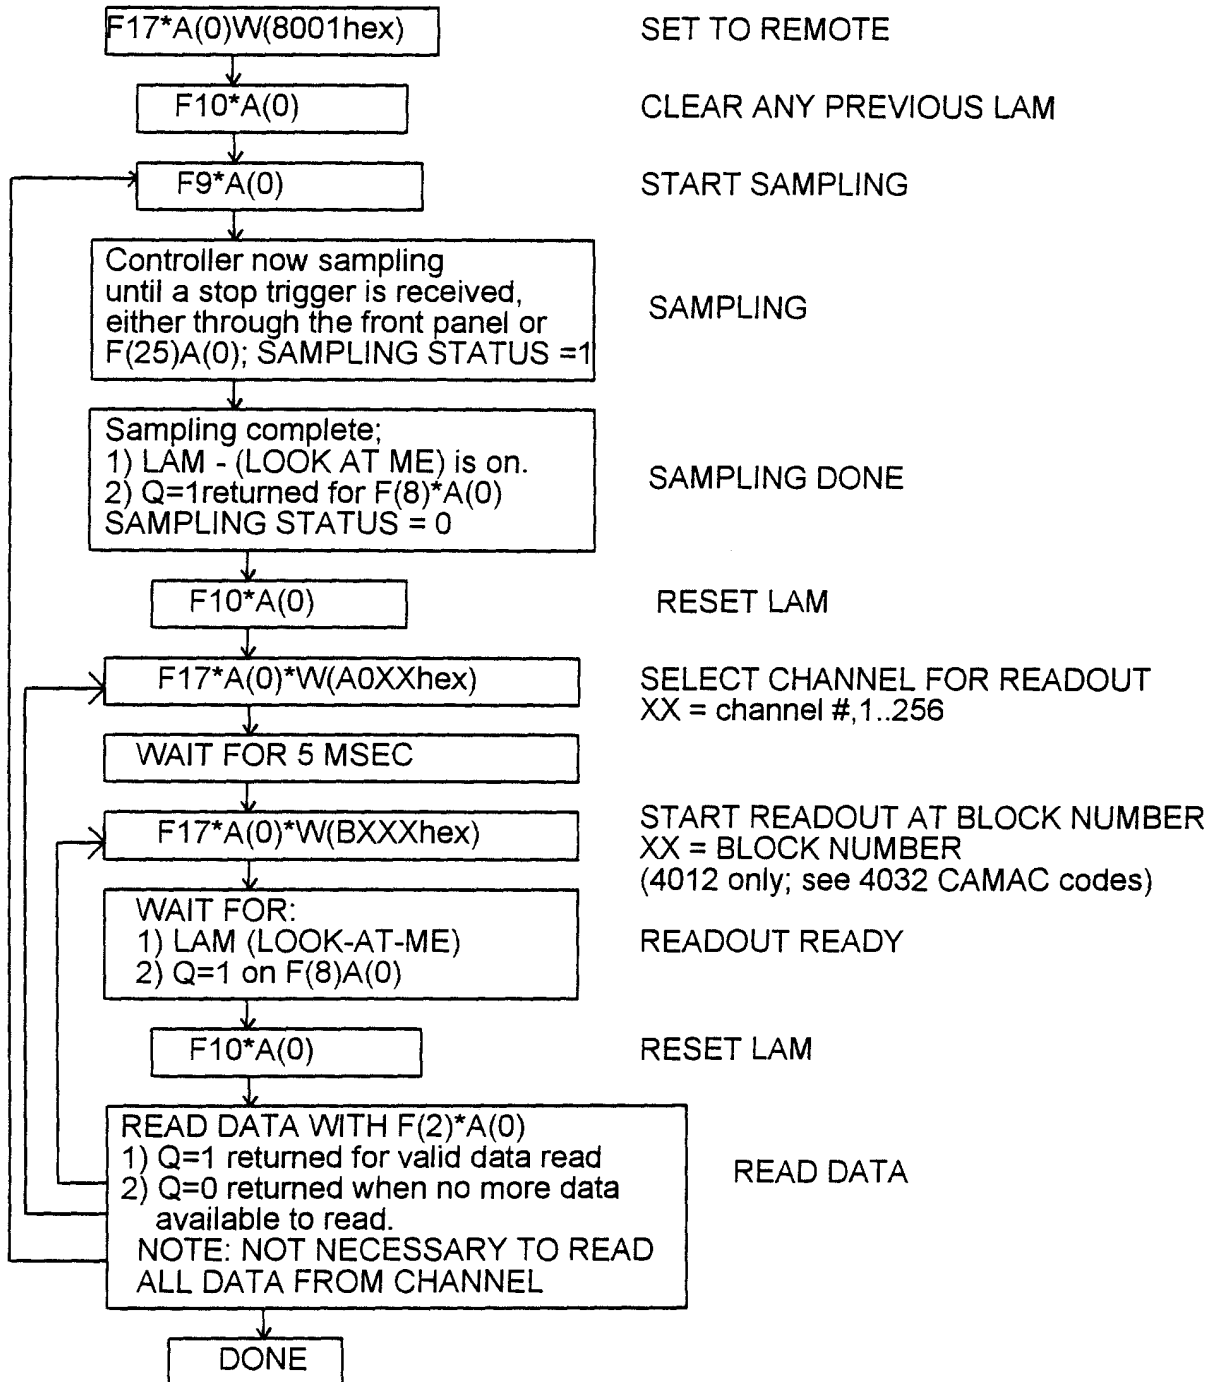 F17*A(0)W(8001hex)
SET TO REMOTE
F10*A(0)
CLEAR ANY PREVIOUS LAM
F9*A(0)
START SAMPLING
Controller now sampling
until a stop trigger is received,
either through the front panel or
F(25)A(0); SAMPLING STATUS =1
SAMPLING
Sampling complete;
1) LAM - (LOOK AT ME) is on.
2) Q=1returned for F(8)*A(0)
SAMPLING STATUS = 0
SAMPLING DONE
F10*A(0)
RESET LAM
F17*A(0)*W(A0XXhex)
SELECT CHANNEL FOR READOUT
XX = channel #,1..256
WAIT FOR 5 MSEC
F17*A(0)*W(BXXXhex)
START READOUT AT BLOCK NUMBER
XX = BLOCK NUMBER
(4012 only; see 4032 CAMAC codes)
WAIT FOR:
1) LAM (LOOK-AT-ME)
2) Q=1 on F(8)A(0)
READOUT READY
F10*A(0)
RESET LAM
READ DATA WITH F(2)*A(0)
1) Q=1 returned for valid data read
2) Q=0 returned when no more data
available to read.
NOTE: NOT NECESSARY TO READ
ALL DATA FROM CHANNEL
READ DATA
DONE